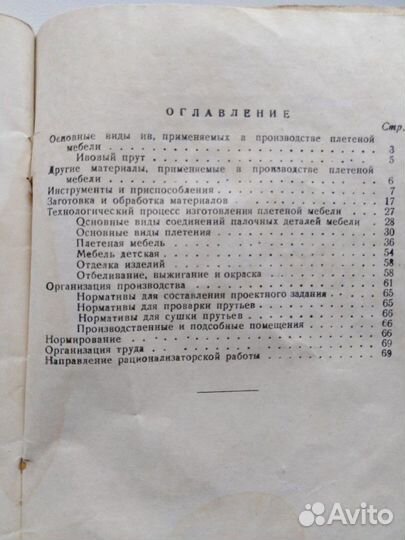 ОГЛАВЛЕНИЕ
Стр.
Основные виды ив, применяемых в производстве плетеной
мебели . . . . . . . . . . . . . . . . . . 3
Ивовый прут . . . . . . . . . . . . . . . . 5
Другие материалы, применяемые в производстве плетеной
мебели . . . . . . . . . . . . . . . . . . 6
Инструменты и приспособления . . . . . . . . . . 7
Заготовка и обработка материалов . . . . . . . . 17
Технологический процесс изготовления плетеной мебели . . 27
Основные виды соединений палочных деталей мебели . . 28
Основные виды плетения . . . . . . . . . . . 30
Плетеная мебель . . . . . . . . . . . . . . 36
Мебель детская . . . . . . . . . . . . . . 54
Отделка изделий . . . . . . . . . . . . . . 58
Отбеливание, выжигание и окраска . . . . . . . 58
Организация производства . . . . . . . . . . . 61
Нормативы для составления проектного задания . . . 65
Нормативы для проварки прутьев . . . . . . . . 65
Нормативы для сушки прутьев . . . . . . . . . 66
Производственные и подсобные помещения . . . . . 66
Нормирование . . . . . . . . . . . . . . . . 66
Организация труда . . . . . . . . . . . . . . 69
Направление рационализаторской работы . . . . . . 69
Avito